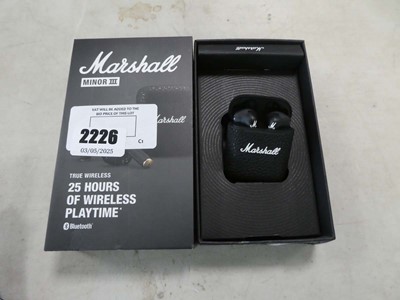 Marshall
MINOR III
VAT WILL BE ADDED TO THE
BID PRICE OF THIS LOT
2226
C1
03/05/2025
TRUE WIRELESS
25 HOURS
OF WIRELESS
PLAYTIME*
Bluetooth®
Marshall
Marshall